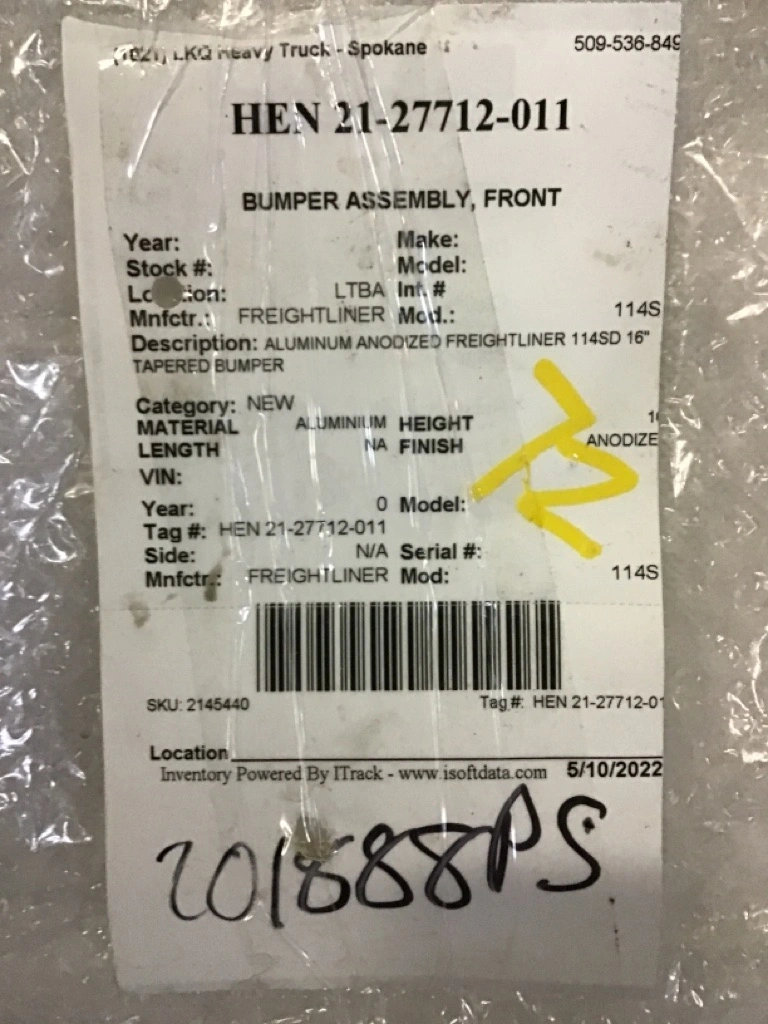 (1621) LKQ Heavy Truck - Spokane 509-536-849
HEN 21-27712-011
BUMPER ASSEMBLY, FRONT
Year: Make:
Stock #: Model:
Location: LTBA Int. #
Mnfctr.: FREIGHTLINER Mod.: 114S
Description: ALUMINUM ANODIZED FREIGHTLINER 114SD 16"
TAPERED BUMPER
Category: NEW
MATERIAL ALUMINIUM HEIGHT 1
LENGTH NA FINISH ANODIZE
VIN:
Year: 0 Model:
Tag #: HEN 21-27712-011
Side: N/A Serial #:
Mnfctr.: FREIGHTLINER Mod: 114S
SKU: 2145440 Tag #: HEN 21-27712-01
Location
Inventory Powered By ITrack - www.isoftdata.com 5/10/2022
201888PS